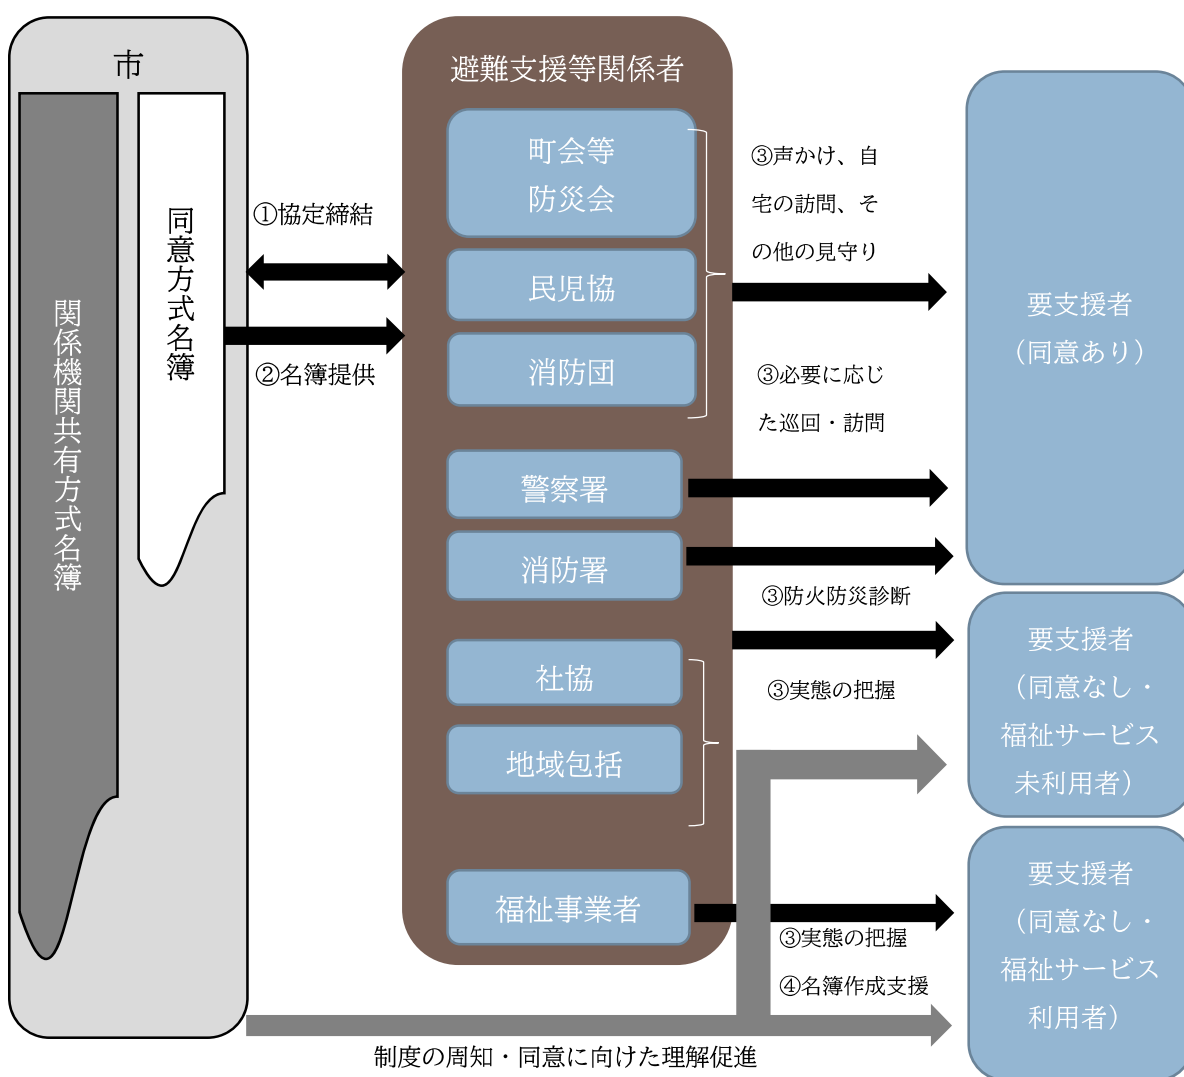 市
関係機関共有方式名簿
同意方式名簿
①協定締結
②名簿提供
避難支援等関係者
町会等
防災会
民児協
消防団
警察署
消防署
社協
地域包括
福祉事業者
③声かけ、自
宅の訪問、そ
の他の見守り
③必要に応じ
た巡回・訪問
③防火防災診断
③実態の把握
③実態の把握
④名簿作成支援
制度の周知・同意に向けた理解促進
要支援者
（同意あり）
要支援者
（同意なし・
福祉サービス
未利用者）
要支援者
（同意なし・
福祉サービス
利用者）